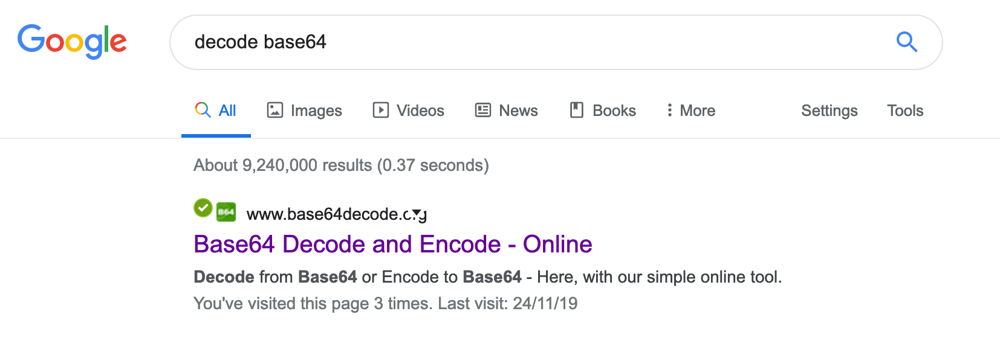 Google decode base64
All Images Videos News Books More Settings Tools
About 9,240,000 results (0.37 seconds)
B64 www.base64decode.org
Base64 Decode and Encode - Online
Decode from Base64 or Encode to Base64 - Here, with our simple online tool.
You've visited this page 3 times. Last visit: 24/11/19